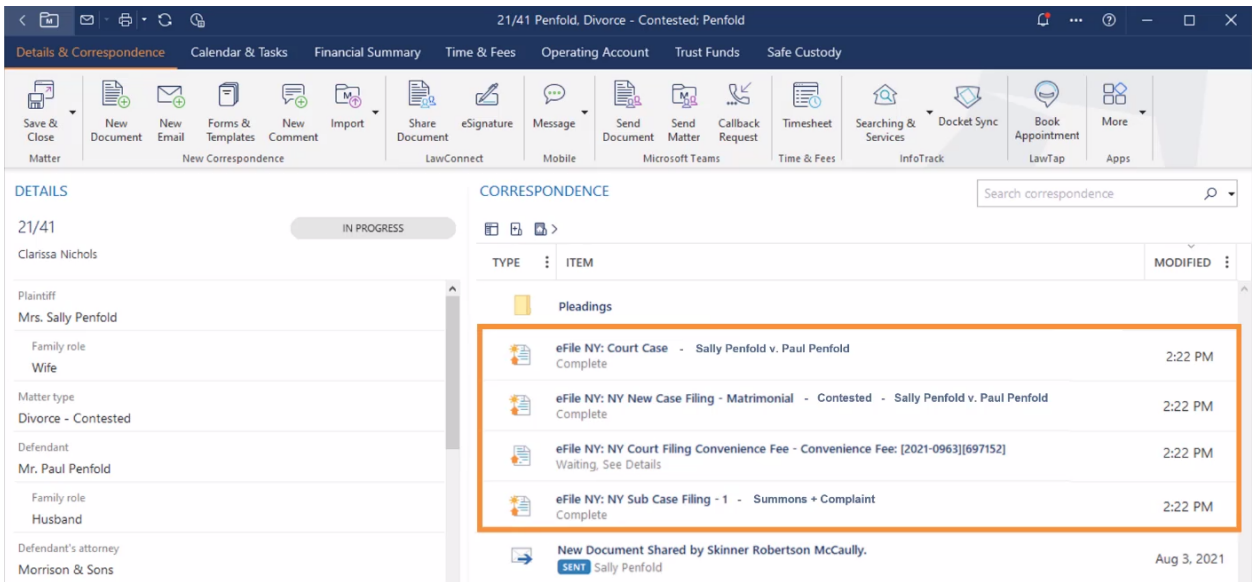 21/41 Penfold, Divorce - Contested; Penfold
Details & Correspondence Calendar & Tasks Financial Summary Time & Fees Operating Account Trust Funds Safe Custody
Save & Close
New Document
New Email
Forms & Templates
New Comment
Import
Share Document
eSignature
Message
Send Document
Send Matter
Callback Request
Timesheet
Searching & Services
Docket Sync
Book Appointment
More
Matter New Correspondence LawConnect Mobile Microsoft Teams Time & Fees InfoTrack LawTap Apps
DETAILS
21/41 IN PROGRESS
Clarissa Nichols
Plaintiff
Mrs. Sally Penfold
Family role
Wife
Matter type
Divorce - Contested
Defendant
Mr. Paul Penfold
Family role
Husband
Defendant's attorney
Morrison & Sons
CORRESPONDENCE
Search correspondence
TYPE ITEM MODIFIED
Pleadings
eFile NY: Court Case - Sally Penfold v. Paul Penfold
Complete
2:22 PM
eFile NY: NY New Case Filing - Matrimonial - Contested - Sally Penfold v. Paul Penfold
Complete
2:22 PM
eFile NY: NY Court Filing Convenience Fee - Convenience Fee: [2021-0963][697152]
Waiting, See Details
2:22 PM
eFile NY: NY Sub Case Filing - 1 - Summons + Complaint
Complete
2:22 PM
New Document Shared by Skinner Robertson McCaully.
SENT Sally Penfold
Aug 3, 2021